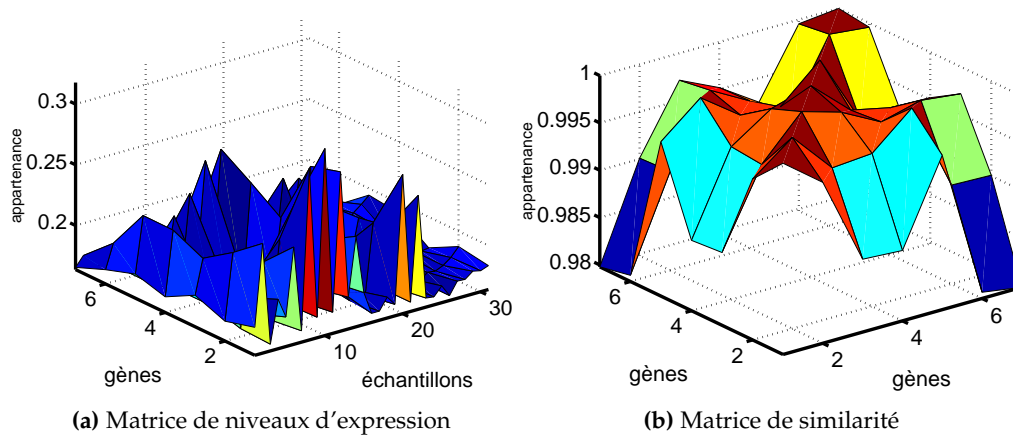 0.3
0.25
0.2
appartenance
6
4
2
gènes
10
20
30
échantillons
(a) Matrice de niveaux d'expression
1
0.995
0.99
0.985
0.98
appartenance
6
4
2
gènes
2
4
6
gènes
(b) Matrice de similarité